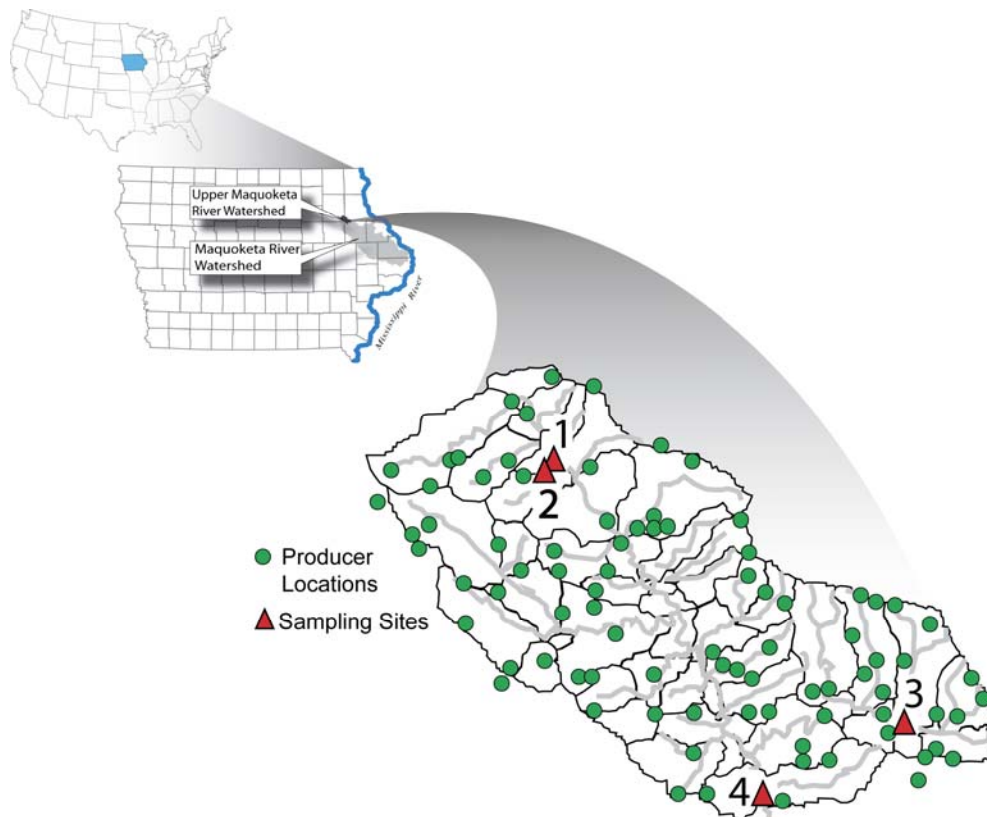 Upper Maquoketa
River Watershed
Maquoketa River
Watershed
Mississippi River
1
2
Producer
Locations
Sampling Sites
3
4